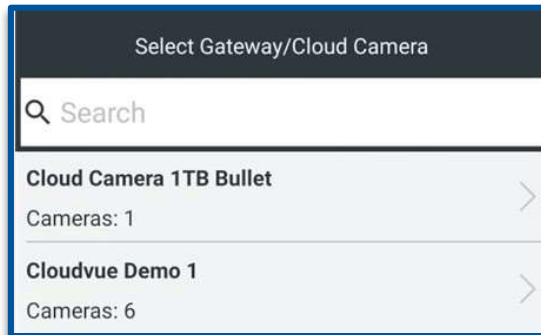 Select Gateway/Cloud Camera
Search
Cloud Camera 1TB Bullet
Cameras: 1
Cloudvue Demo 1
Cameras: 6